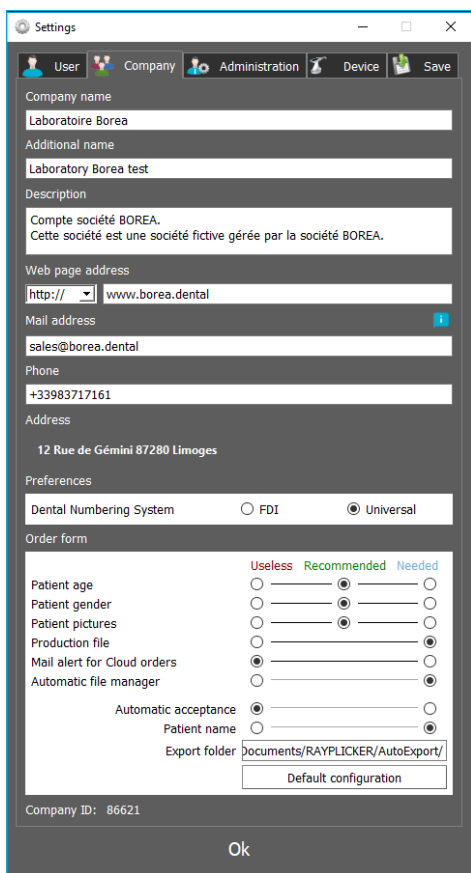 Settings
User Company Administration Device Save
Company name
Laboratoire Borea
Additional name
Laboratory Borea test
Description
Compte société BOREA.
Cette société est une société fictive gérée par la société BOREA.
Web page address
http:// www.borea.dental
Mail address
sales@borea.dental
Phone
+33983717161
Address
12 Rue de Gémini 87280 Limoges
Preferences
Dental Numbering System FDI Universal
Order form
Useless Recommended Needed
Patient age
Patient gender
Patient pictures
Production file
Mail alert for Cloud orders
Automatic file manager
Automatic acceptance
Patient name
Export folder Documents/RAYPLICKER/AutoExport/
Default configuration
Company ID: 86621
Ok